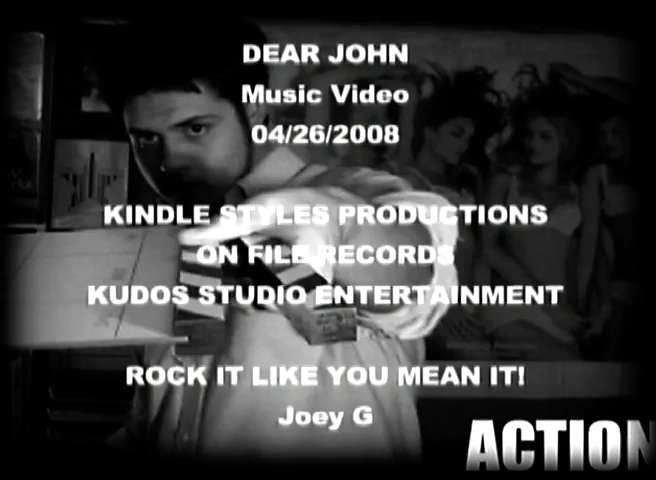 DEAR JOHN
Music Video
04/26/2008
KINDLE STYLES PRODUCTIONS
ON FILE RECORDS
KUDOS STUDIO ENTERTAINMENT
ROCK IT LIKE YOU MEAN IT!
Joey G
ACTION